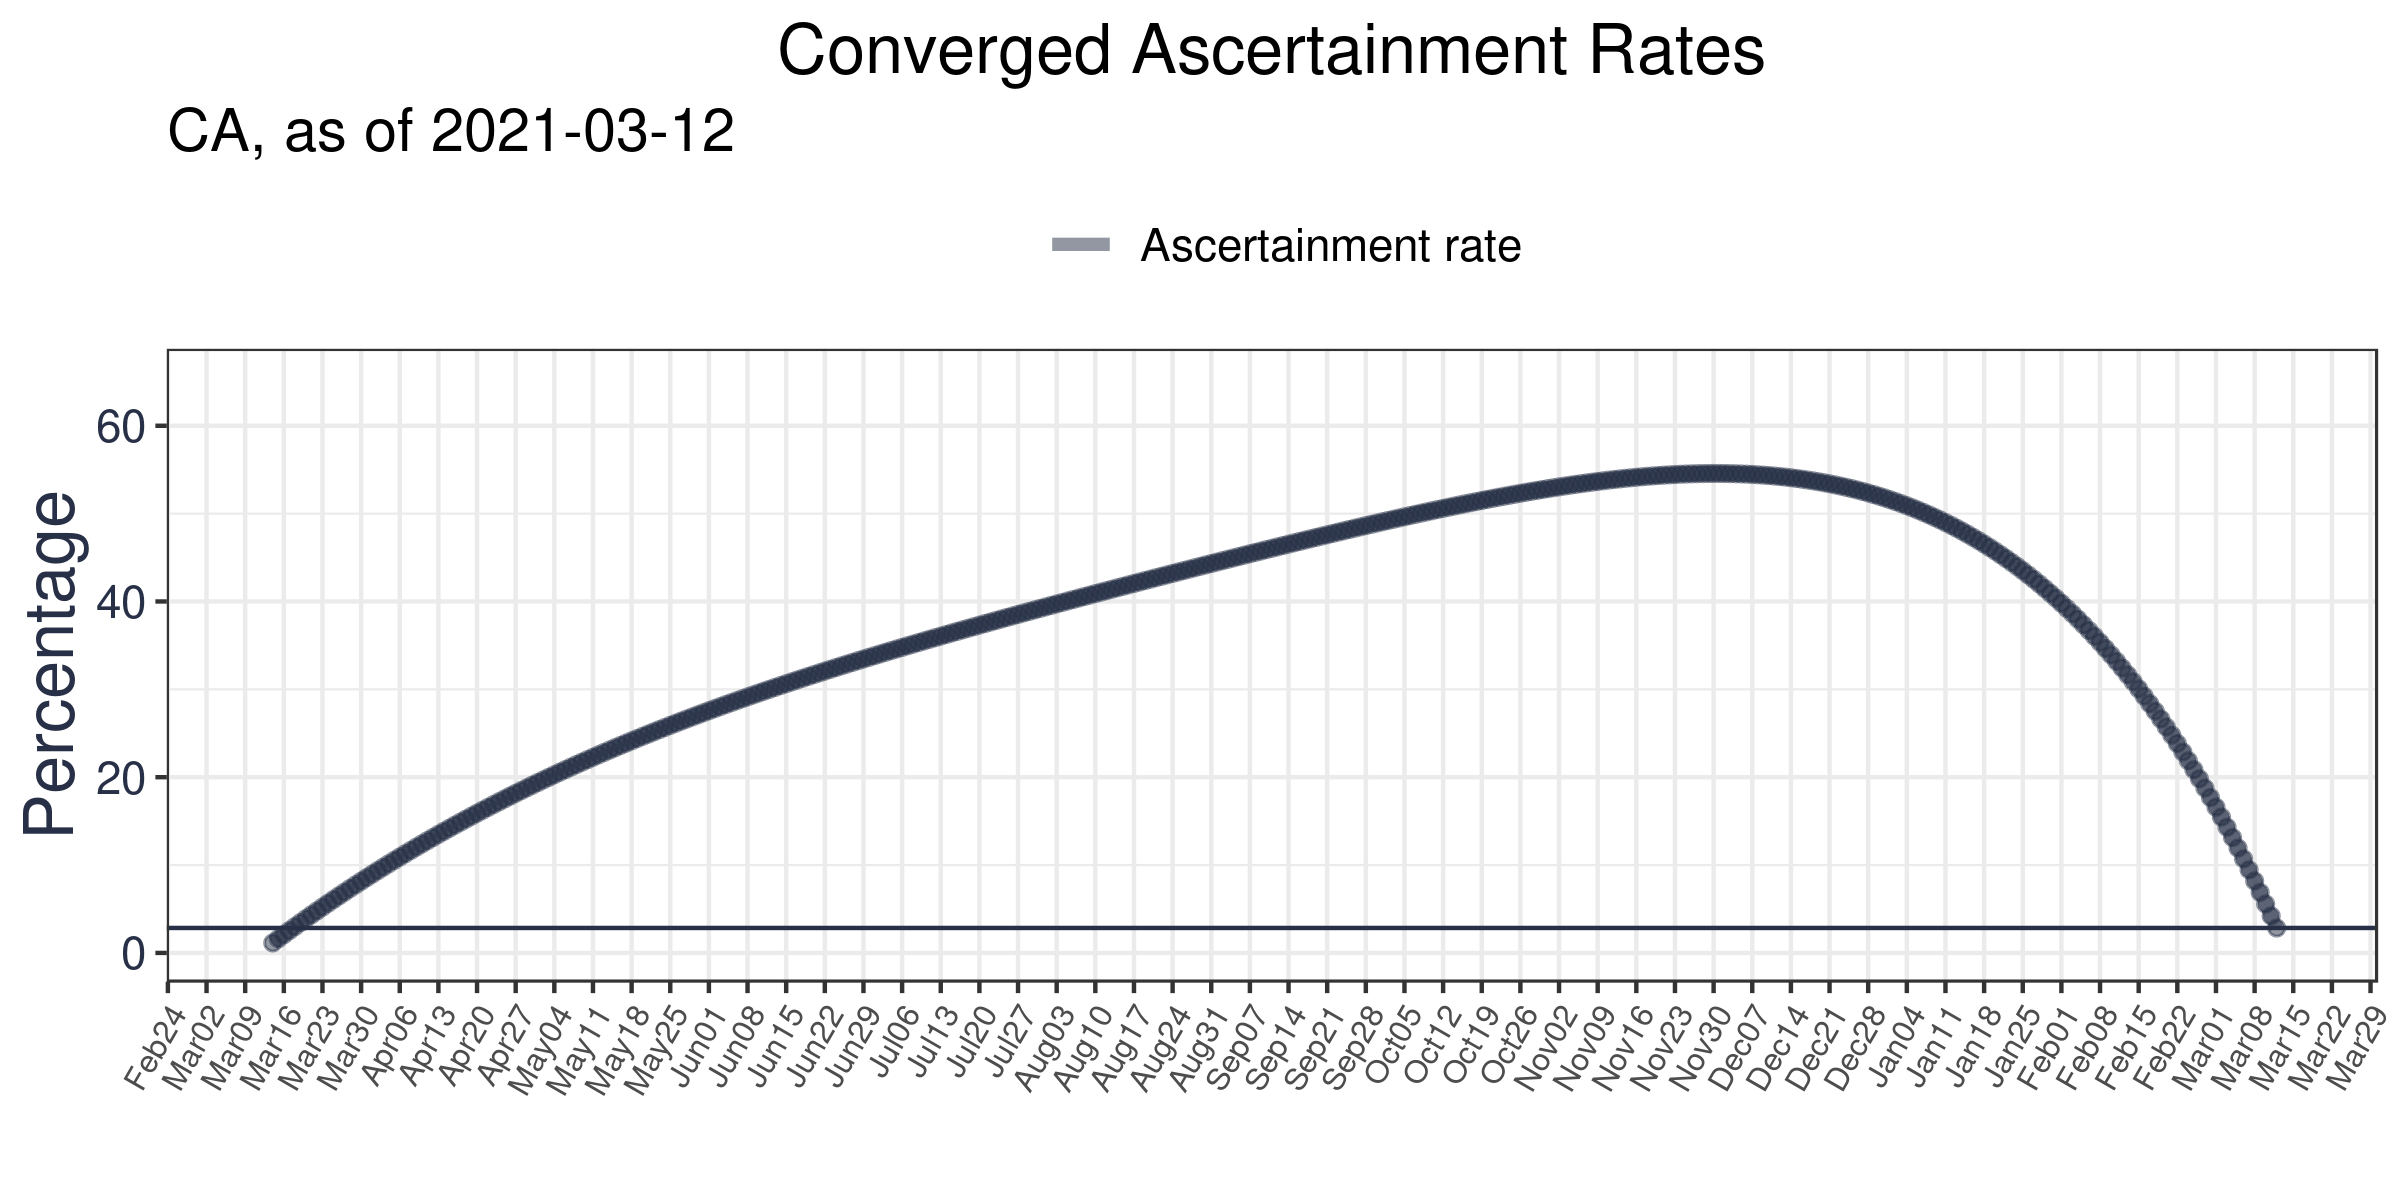 Converged Ascertainment Rates
CA, as of 2021-03-12
Ascertainment rate
Percentage
60
40
20
0
Feb24 Mar02 Mar09 Mar16 Mar23 Mar30 Apr06 Apr13 Apr20 Apr27 May04 May11 May18 May25 Jun01 Jun08 Jun15 Jun22 Jun29 Jul06 Jul13 Jul20 Jul27 Aug03 Aug10 Aug17 Aug24 Aug31 Sep07 Sep14 Sep21 Sep28 Oct05 Oct12 Oct19 Oct26 Nov02 Nov09 Nov16 Nov23 Nov30 Dec07 Dec14 Dec21 Dec28 Jan04 Jan11 Jan18 Jan25 Feb01 Feb08 Feb15 Feb22 Mar01 Mar08 Mar15 Mar22 Mar29